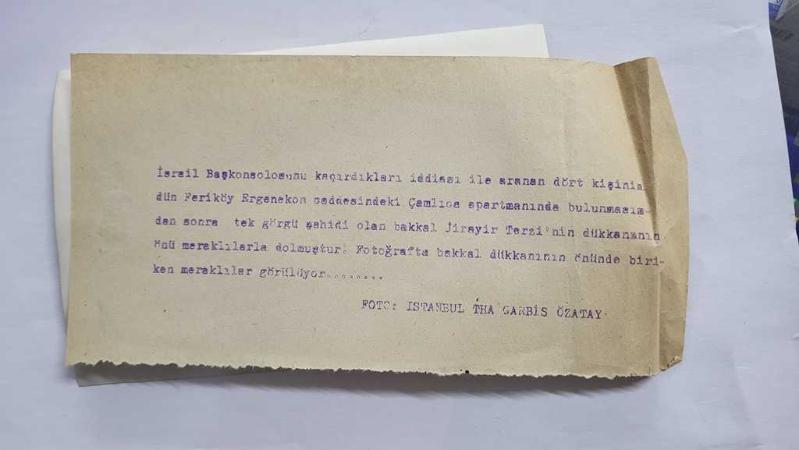 İsrail Başkonsolosunu kaçırdıkları iddiası ile aranan dört kişinin
dün Feriköy Ergenekon caddesindeki Çamlıca apartmanında bulunmasın-
dan sonra tek görgü şahidi olan bakkal Jirayir Terzi'nin dükkanının
önü meraklılarla dolmuştur. Fotoğrafta bakkal dükkanının önünde biri-
ken meraklılar görülüyor........
FOTO: ISTANBUL THA GARBİS ÖZATAY